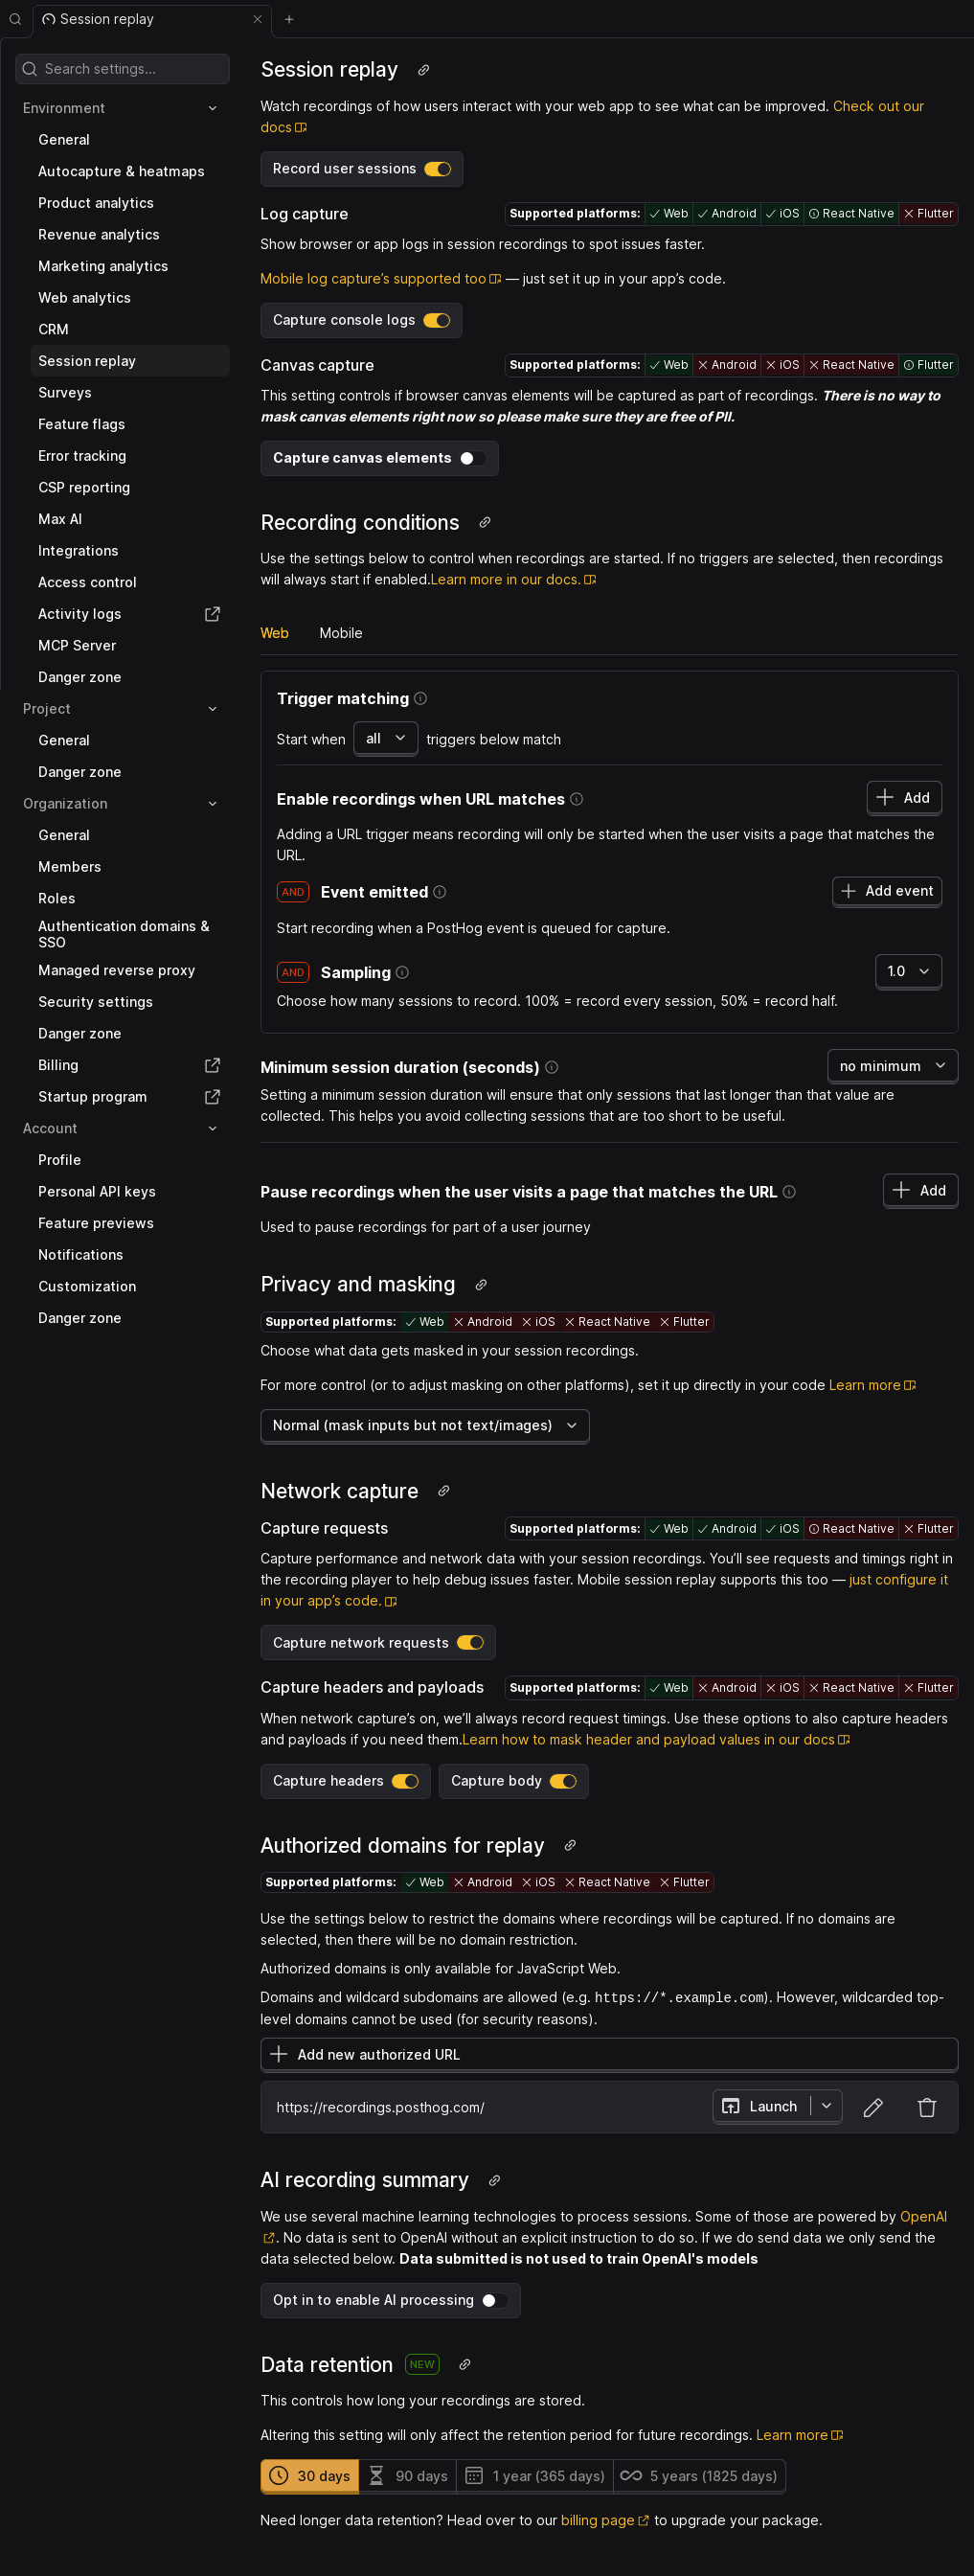 Session replay
Search settings...
Environment
General
Autocapture & heatmaps
Product analytics
Revenue analytics
Marketing analytics
Web analytics
CRM
Session replay
Surveys
Feature flags
Error tracking
CSP reporting
Max AI
Integrations
Access control
Activity logs
MCP Server
Danger zone
Project
General
Danger zone
Organization
General
Members
Roles
Authentication domains &
SSO
Managed reverse proxy
Security settings
Danger zone
Billing
Startup program
Account
Profile
Personal API keys
Feature previews
Notifications
Customization
Danger zone
Session replay
Watch recordings of how users interact with your web app to see what can be improved. Check out our
docs
Record user sessions
Log capture
Supported platforms: Web Android iOS React Native Flutter
Show browser or app logs in session recordings to spot issues faster.
Mobile log capture’s supported too — just set it up in your app’s code.
Capture console logs
Canvas capture
Supported platforms: Web Android iOS React Native Flutter
This setting controls if browser canvas elements will be captured as part of recordings. There is no way to
mask canvas elements right now so please make sure they are free of PII.
Capture canvas elements
Recording conditions
Use the settings below to control when recordings are started. If no triggers are selected, then recordings
will always start if enabled.Learn more in our docs.
Web Mobile
Trigger matching
Start when all triggers below match
Enable recordings when URL matches
Add
Adding a URL trigger means recording will only be started when the user visits a page that matches the
URL.
AND Event emitted
Add event
Start recording when a PostHog event is queued for capture.
AND Sampling
1.0
Choose how many sessions to record. 100% = record every session, 50% = record half.
Minimum session duration (seconds)
no minimum
Setting a minimum session duration will ensure that only sessions that last longer than that value are
collected. This helps you avoid collecting sessions that are too short to be useful.
Pause recordings when the user visits a page that matches the URL
Add
Used to pause recordings for part of a user journey
Privacy and masking
Supported platforms: Web Android iOS React Native Flutter
Choose what data gets masked in your session recordings.
For more control (or to adjust masking on other platforms), set it up directly in your code Learn more
Normal (mask inputs but not text/images)
Network capture
Capture requests
Supported platforms: Web Android iOS React Native Flutter
Capture performance and network data with your session recordings. You’ll see requests and timings right in
the recording player to help debug issues faster. Mobile session replay supports this too — just configure it
in your app’s code.
Capture network requests
Capture headers and payloads
Supported platforms: Web Android iOS React Native Flutter
When network capture’s on, we’ll always record request timings. Use these options to also capture headers
and payloads if you need them.Learn how to mask header and payload values in our docs
Capture headers Capture body
Authorized domains for replay
Supported platforms: Web Android iOS React Native Flutter
Use the settings below to restrict the domains where recordings will be captured. If no domains are
selected, then there will be no domain restriction.
Authorized domains is only available for JavaScript Web.
Domains and wildcard subdomains are allowed (e.g. https://*.example.com). However, wildcarded top-
level domains cannot be used (for security reasons).
Add new authorized URL
https://recordings.posthog.com/
Launch
AI recording summary
We use several machine learning technologies to process sessions. Some of those are powered by OpenAI
. No data is sent to OpenAI without an explicit instruction to do so. If we do send data we only send the
data selected below. Data submitted is not used to train OpenAI's models
Opt in to enable AI processing
Data retention NEW
This controls how long your recordings are stored.
Altering this setting will only affect the retention period for future recordings. Learn more
30 days 90 days 1 year (365 days) 5 years (1825 days)
Need longer data retention? Head over to our billing page to upgrade your package.